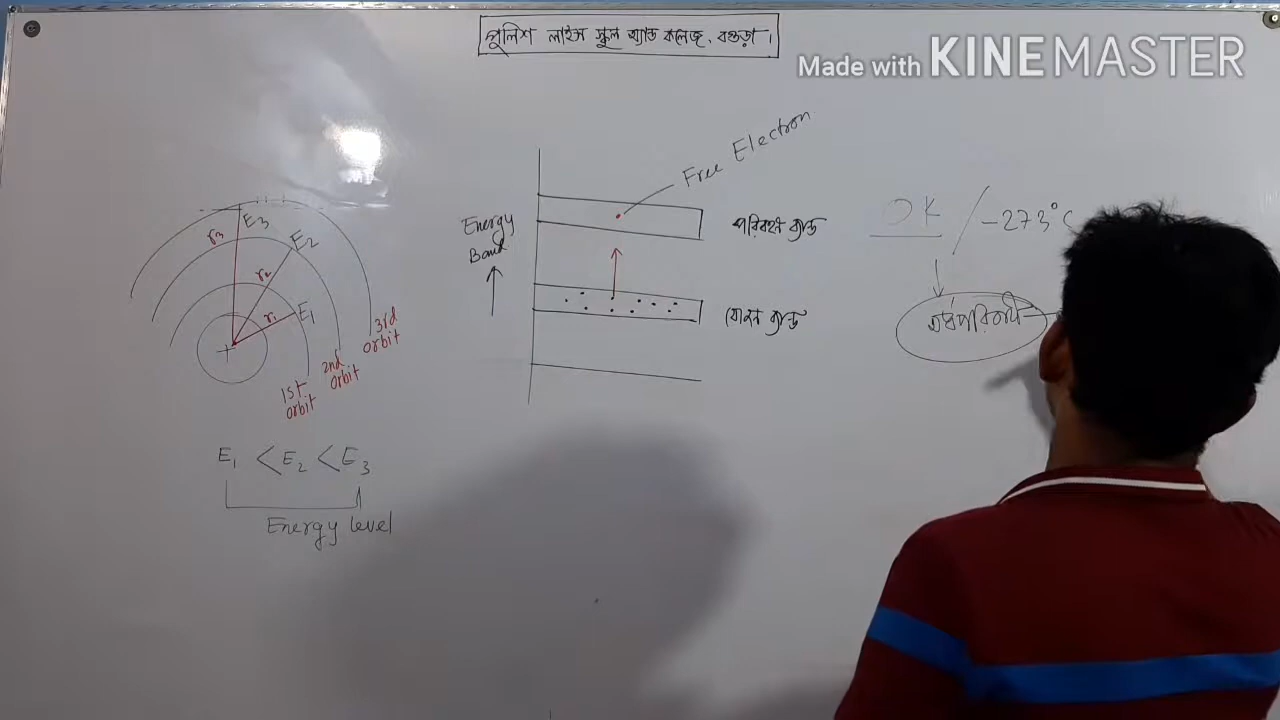 পুলিশ লাইন্স স্কুল অ্যান্ড কলেজ, বগুড়া।
Made with KINEMASTER
Free Electron
Energy
Band
পরিবহন ব্যান্ড
যোজন ব্যান্ড
0 K / -273° C
অর্ধপরিবাহী
E3
E2
E1
r3
r2
r1
+
3rd
orbit
2nd
orbit
1st
orbit
E1 < E2 < E3
Energy level